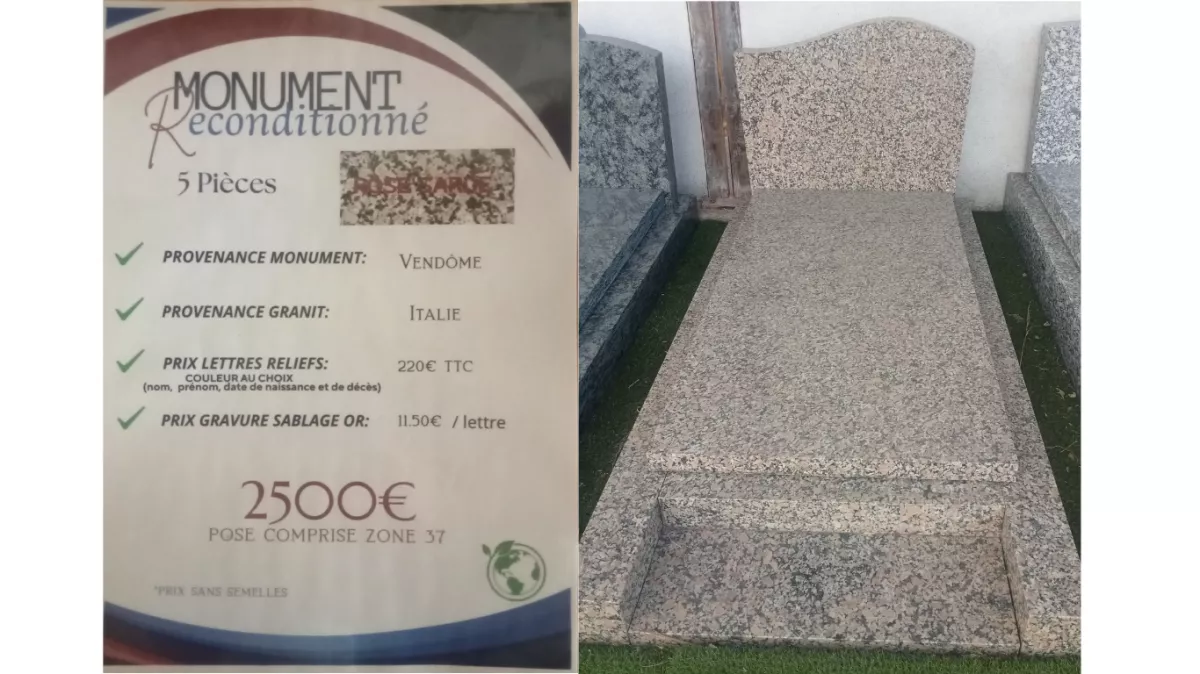 MONUMENT
Reconditionné
5 Pièces
ROSE SARDE
PROVENANCE MONUMENT: VENDÔME
PROVENANCE GRANIT: ITALIE
PRIX LETTRES RELIEFS: 220€ TTC
COULEUR AU CHOIX
(nom, prénom, date de naissance et de décès)
PRIX GRAVURE SABLAGE OR: 11.50€ / lettre
2500€
POSE COMPRISE ZONE 37
*PRIX SANS SEMELLES